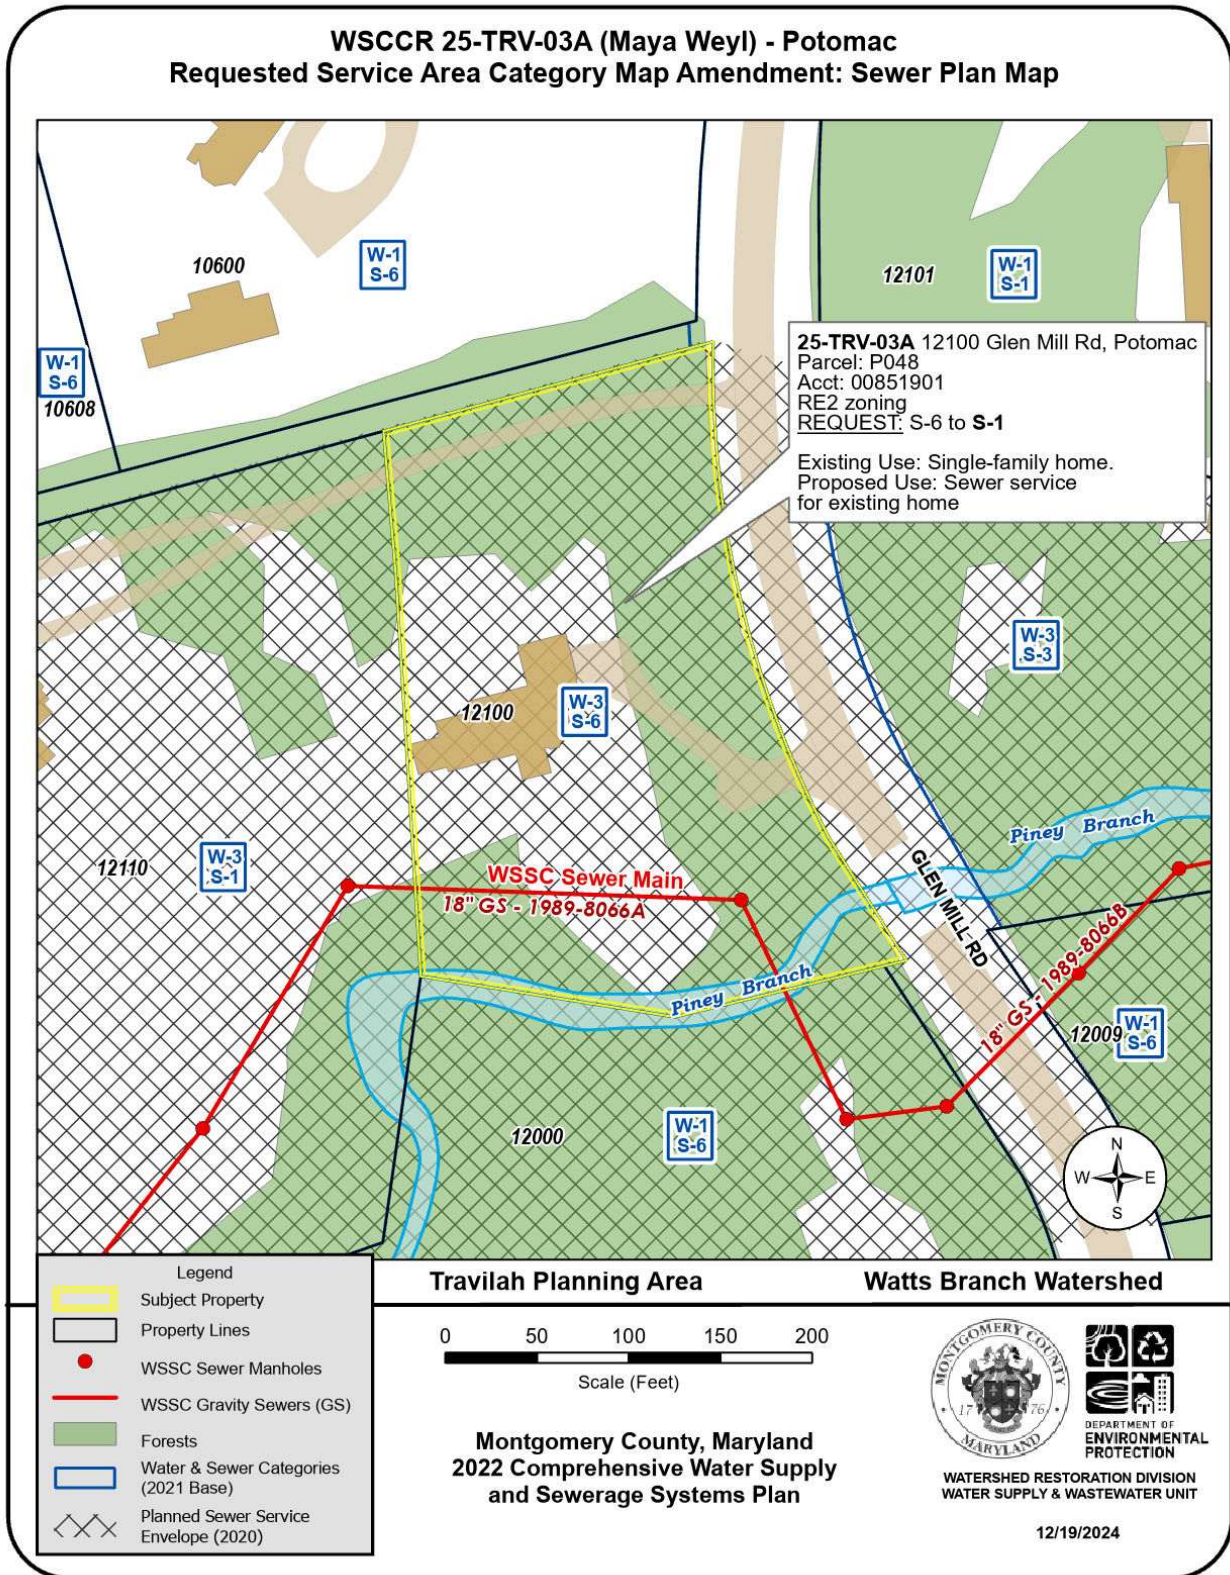 WSCCR 25-TRV-03A (Maya Weyl) - Potomac
Requested Service Area Category Map Amendment: Sewer Plan Map
10600
W-1
S-6
12101
W-1
S-1
W-1
S-6
10608
25-TRV-03A 12100 Glen Mill Rd, Potomac
Parcel: P048
Acct: 00851901
RE2 zoning
REQUEST: S-6 to S-1
Existing Use: Single-family home.
Proposed Use: Sewer service
for existing home
W-3
S-3
12100
W-3
S-6
12110
W-3
S-1
WSSC Sewer Main
18" GS - 1989-8066A
Piney Branch
GLEN MILL RD
Piney Branch
18" GS - 1989-8066B
12009
W-1
S-6
12000
W-1
S-6
N
W E
S
Travilah Planning Area
Watts Branch Watershed
Legend
Subject Property
Property Lines
WSSC Sewer Manholes
WSSC Gravity Sewers (GS)
Forests
Water & Sewer Categories
(2021 Base)
Planned Sewer Service
Envelope (2020)
0 50 100 150 200
Scale (Feet)
Montgomery County, Maryland
2022 Comprehensive Water Supply
and Sewerage Systems Plan
MONTGOMERY COUNTY
17 76
MARYLAND
DEPARTMENT OF
ENVIRONMENTAL
PROTECTION
WATERSHED RESTORATION DIVISION
WATER SUPPLY & WASTEWATER UNIT
12/19/2024